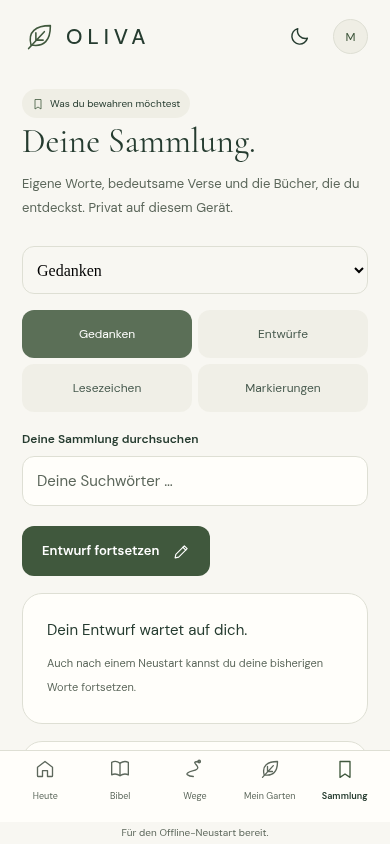 OLIVA
M
Was du bewahren möchtest
Deine Sammlung.
Eigene Worte, bedeutsame Verse und die Bücher, die du
entdeckst. Privat auf diesem Gerät.
Gedanken
Gedanken
Entwürfe
Lesezeichen
Markierungen
Deine Sammlung durchsuchen
Deine Suchwörter ...
Entwurf fortsetzen
Dein Entwurf wartet auf dich.
Auch nach einem Neustart kannst du deine bisherigen
Worte fortsetzen.
Heute
Bibel
Wege
Mein Garten
Sammlung
Für den Offline-Neustart bereit.